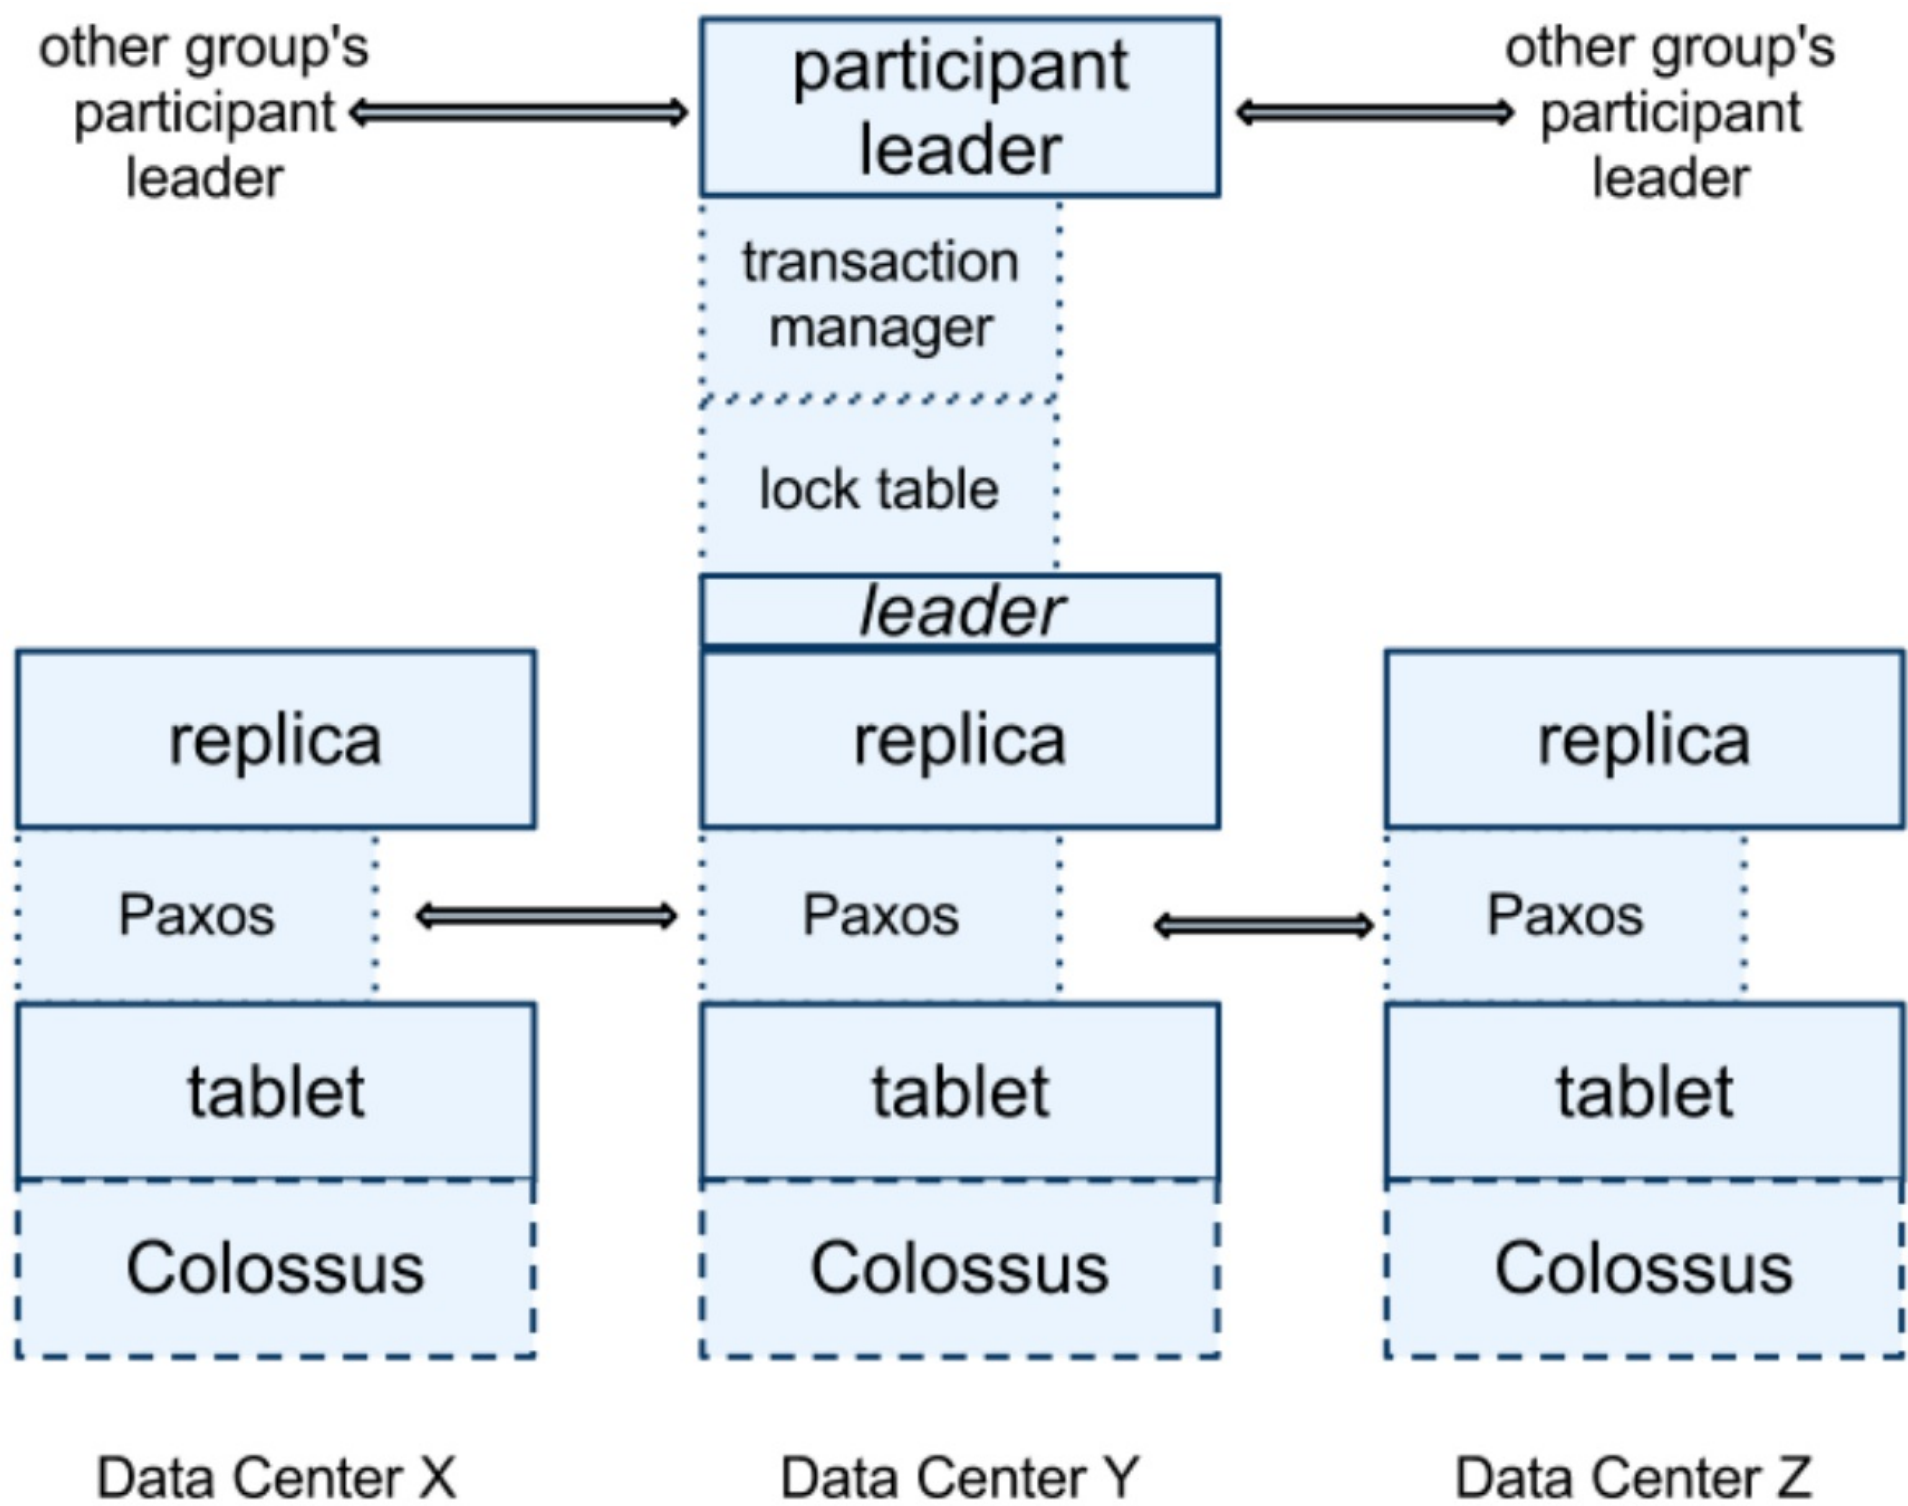 other group's
participant
leader
participant
leader
other group's
participant
leader
transaction
manager
lock table
leader
replica
replica
replica
Paxos
Paxos
Paxos
tablet
tablet
tablet
Colossus
Colossus
Colossus
Data Center X
Data Center Y
Data Center Z